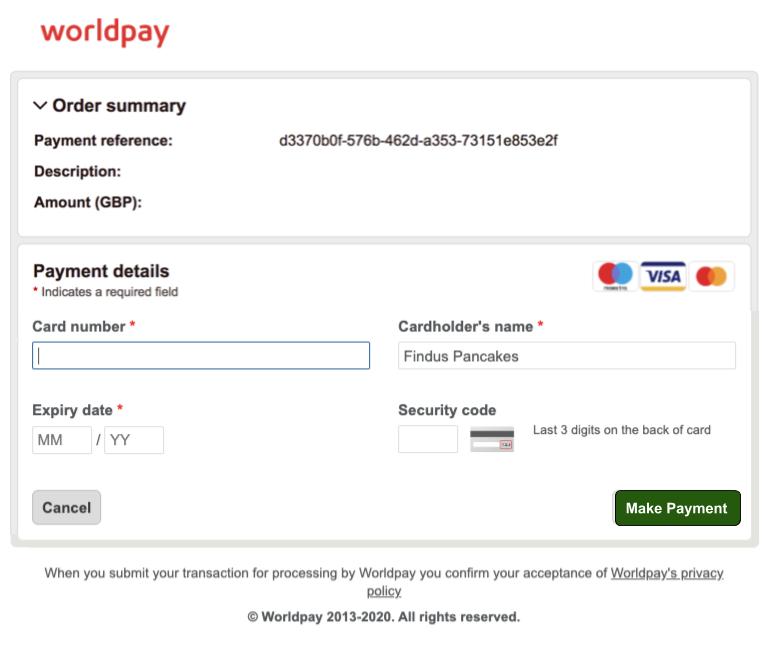 worldpay
Order summary
Payment reference: d3370b0f-576b-462d-a353-73151e853e2f
Description:
Amount (GBP):
Payment details
* Indicates a required field
VISA
Card number *
Cardholder's name *
Findus Pancakes
Expiry date *
Security code
MM / YY
Last 3 digits on the back of card
Cancel
Make Payment
When you submit your transaction for processing by Worldpay you confirm your acceptance of Worldpay's privacy
policy
© Worldpay 2013-2020. All rights reserved.